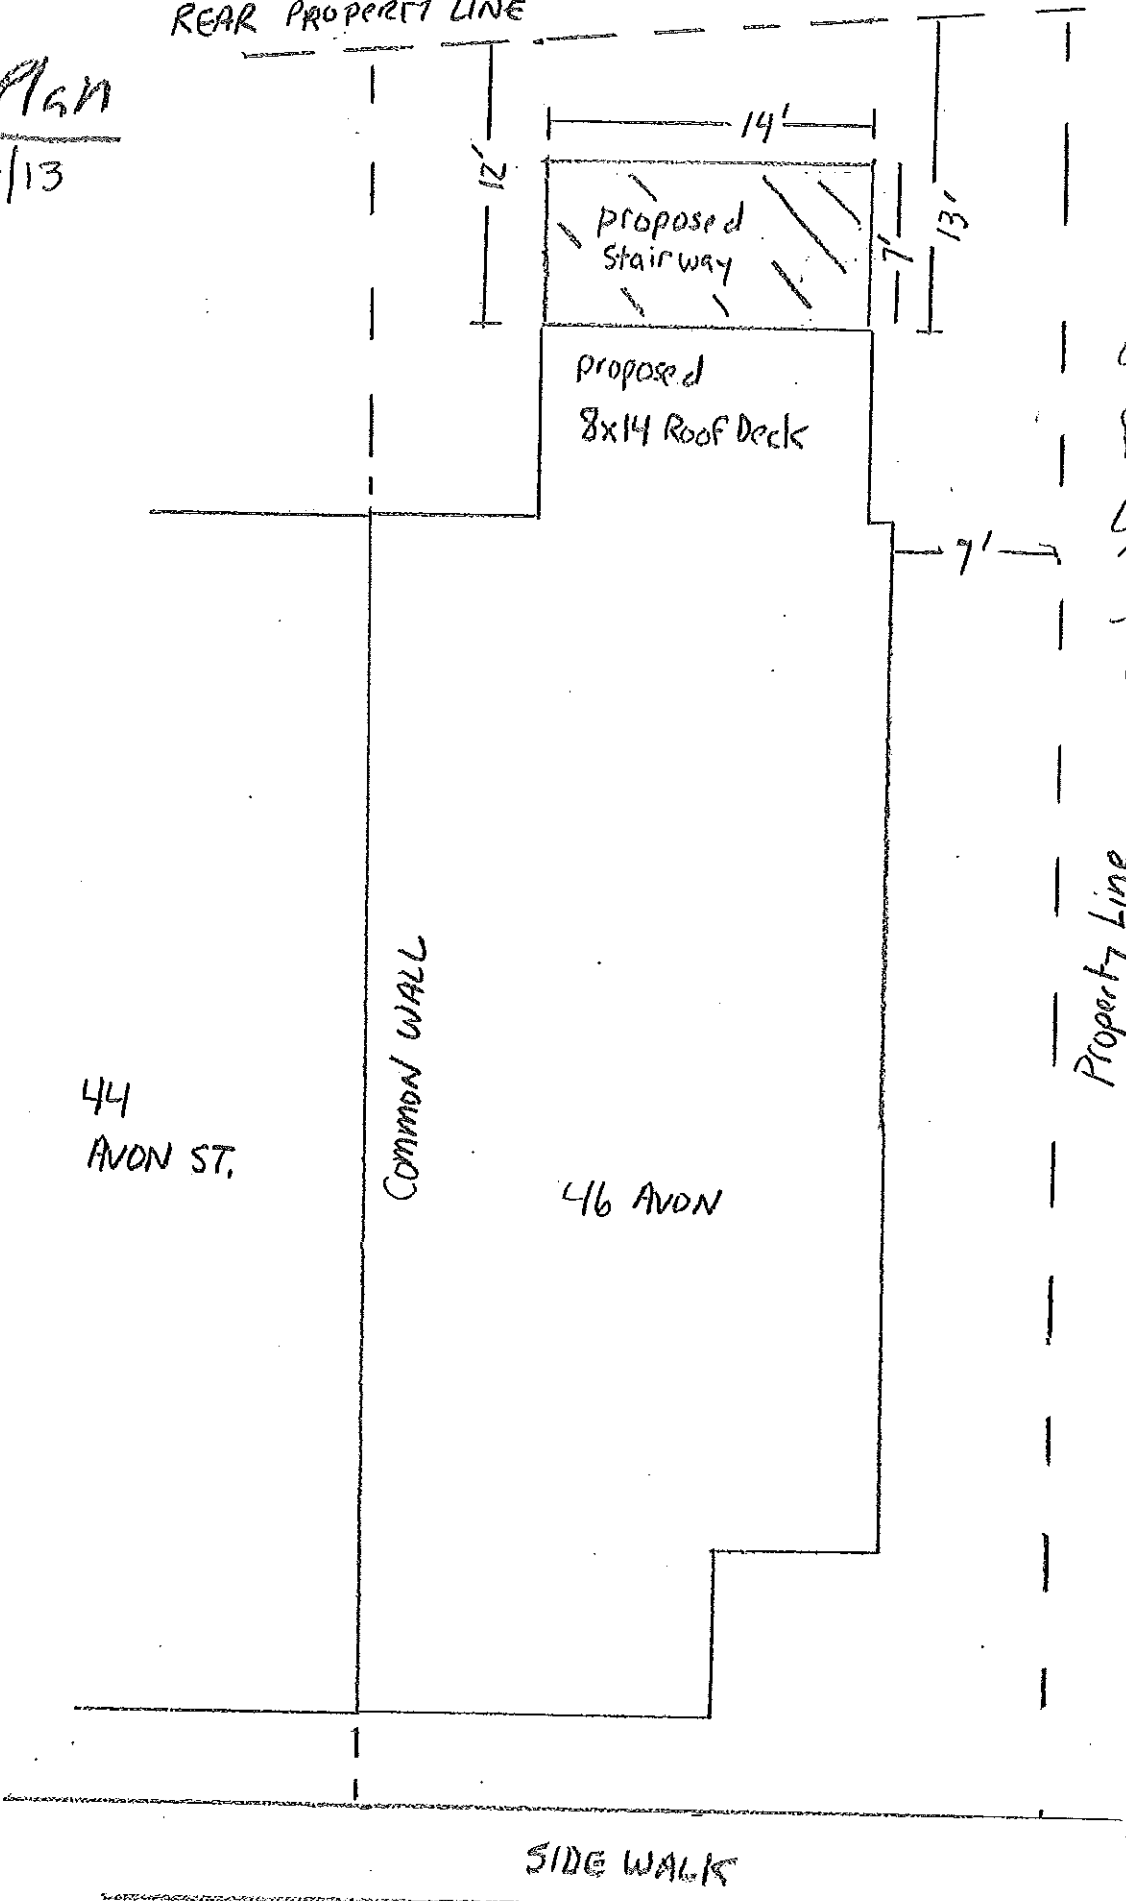 REAR PROPERTY LINE
Plan
/13
14'
12'
proposed
Stairway
7'
13'
proposed
8x14 Roof Deck
7'
Property Line
COMMON WALL
44
AVON ST.
46 AVON
SIDE WALK